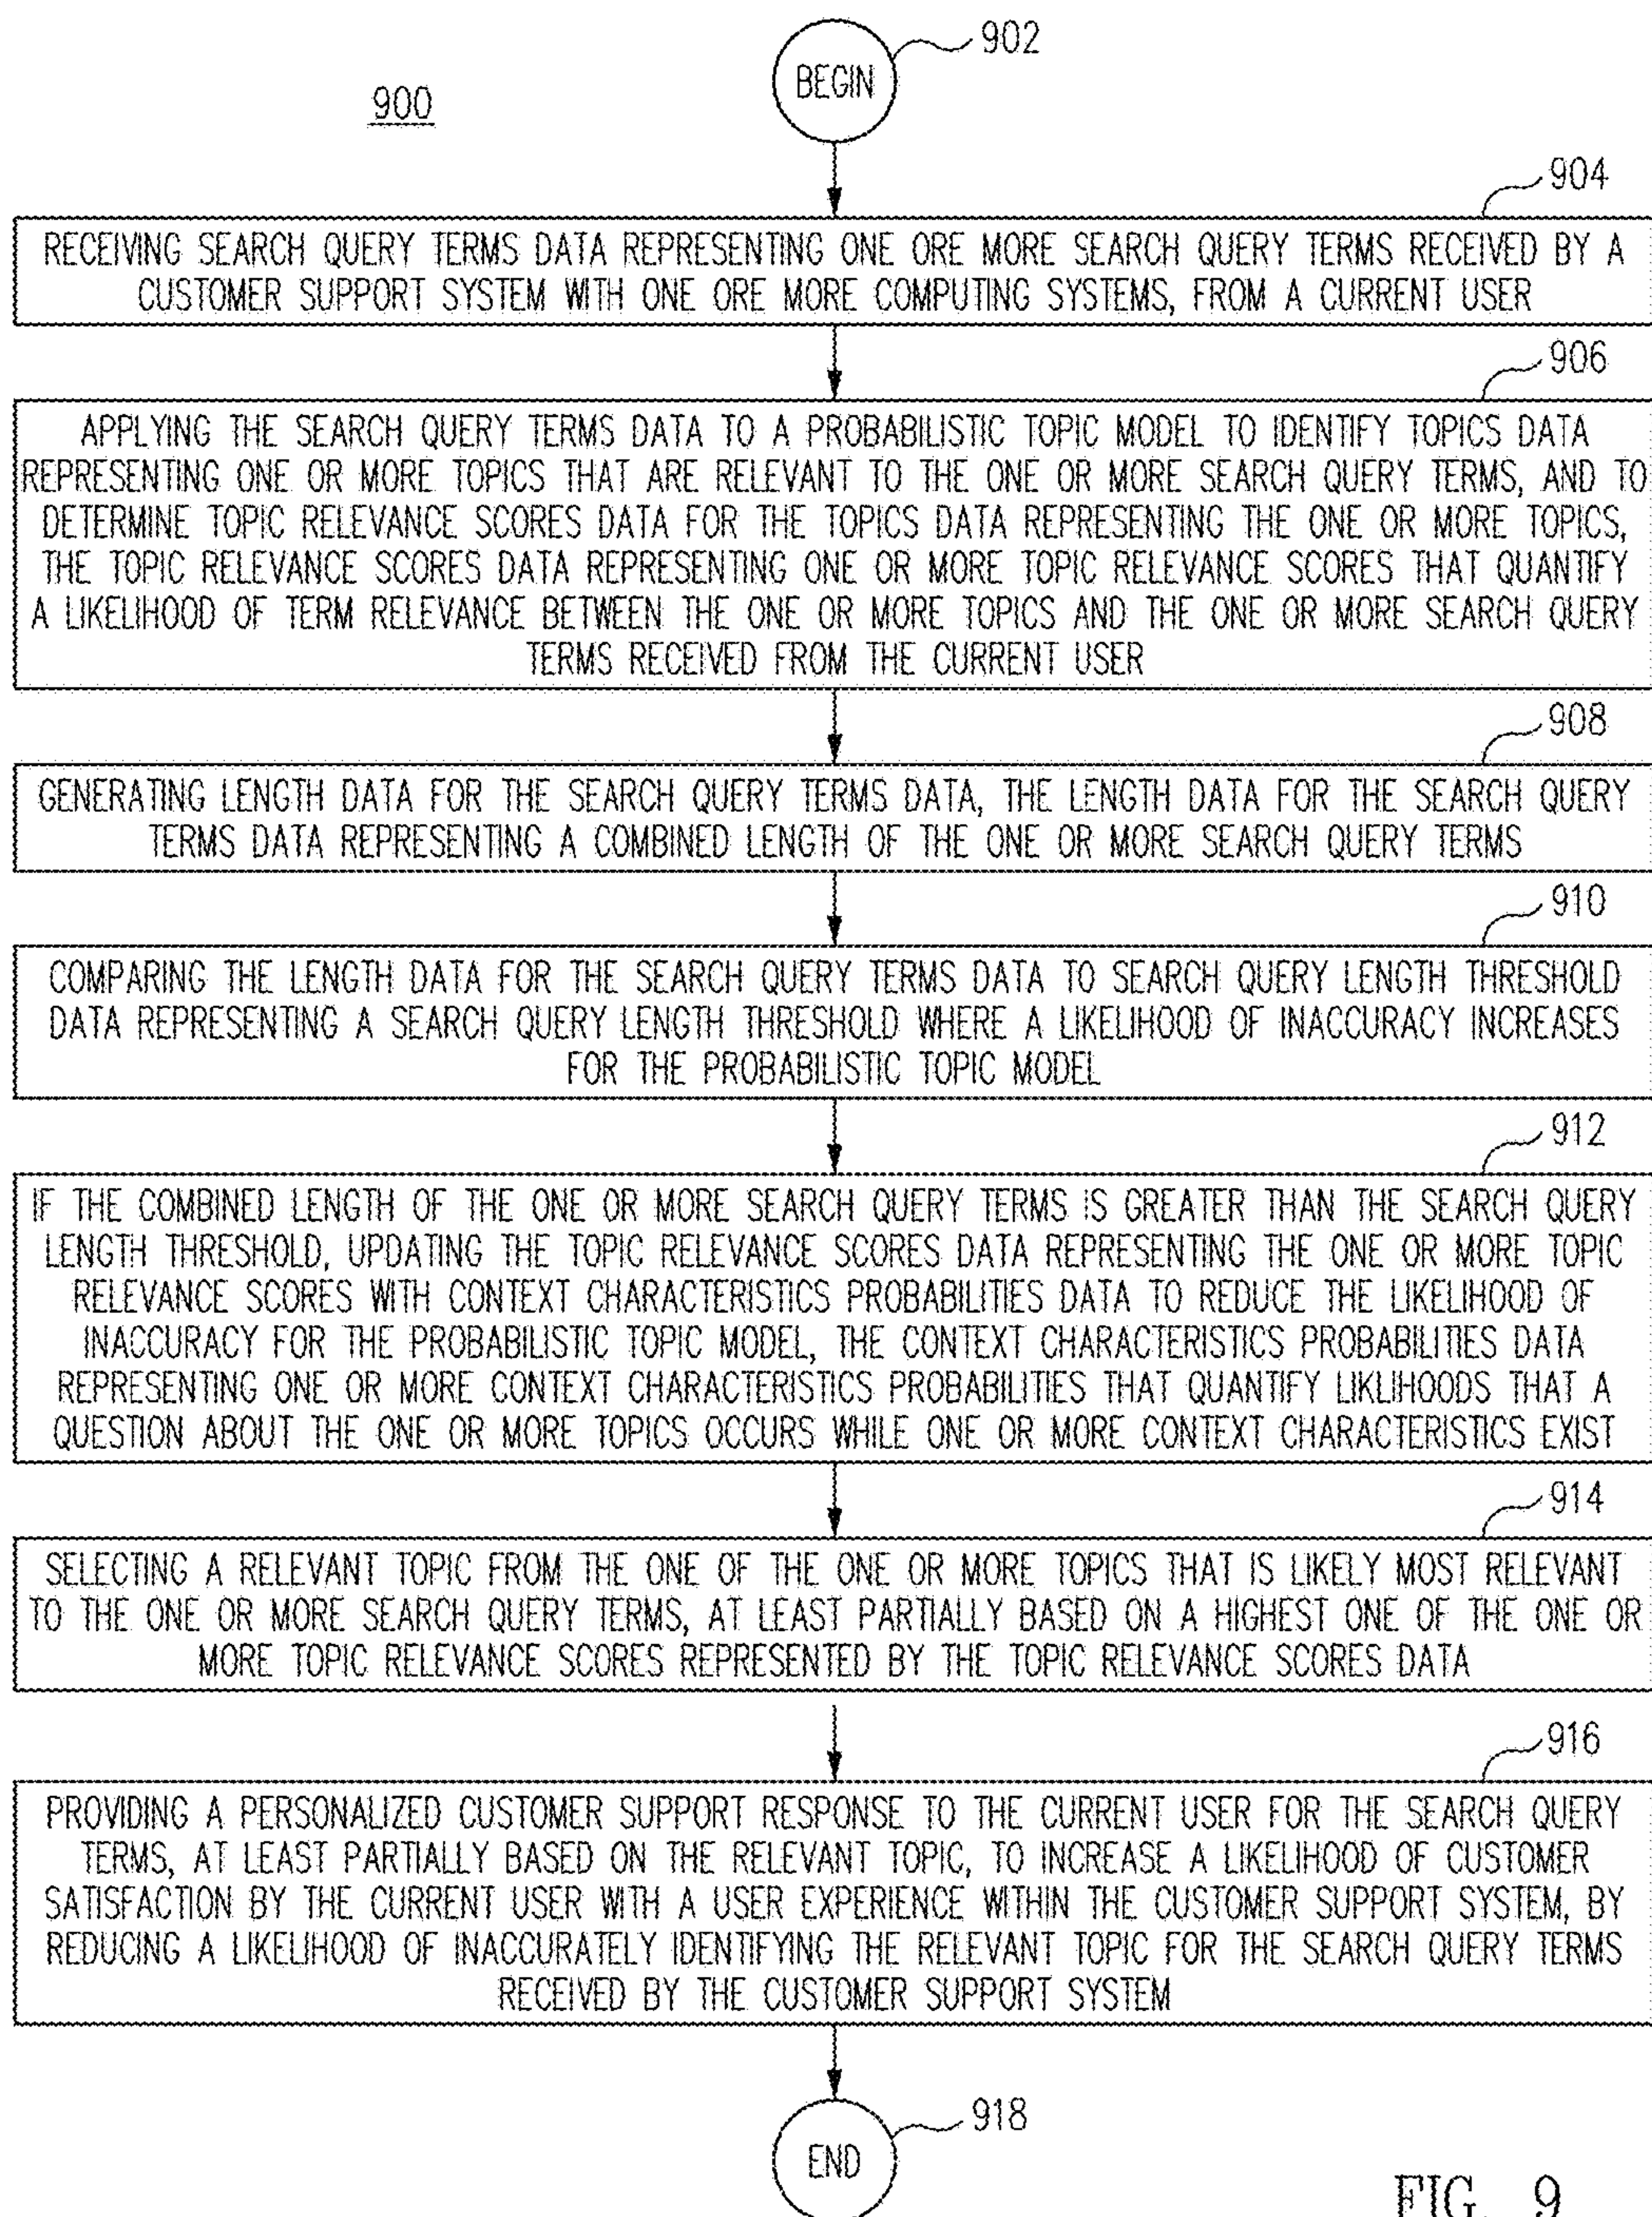 902
BEGIN
900
904
RECEIVING SEARCH QUERY TERMS DATA REPRESENTING ONE ORE MORE SEARCH QUERY TERMS RECEIVED BY A
CUSTOMER SUPPORT SYSTEM WITH ONE ORE MORE COMPUTING SYSTEMS, FROM A CURRENT USER
906
APPLYING THE SEARCH QUERY TERMS DATA TO A PROBABILISTIC TOPIC MODEL TO IDENTIFY TOPICS DATA
REPRESENTING ONE OR MORE TOPICS THAT ARE RELEVANT TO THE ONE OR MORE SEARCH QUERY TERMS, AND TO
DETERMINE TOPIC RELEVANCE SCORES DATA FOR THE TOPICS DATA REPRESENTING THE ONE OR MORE TOPICS,
THE TOPIC RELEVANCE SCORES DATA REPRESENTING ONE OR MORE TOPIC RELEVANCE SCORES THAT QUANTIFY
A LIKELIHOOD OF TERM RELEVANCE BETWEEN THE ONE OR MORE TOPICS AND THE ONE OR MORE SEARCH QUERY
TERMS RECEIVED FROM THE CURRENT USER
908
GENERATING LENGTH DATA FOR THE SEARCH QUERY TERMS DATA, THE LENGTH DATA FOR THE SEARCH QUERY
TERMS DATA REPRESENTING A COMBINED LENGTH OF THE ONE OR MORE SEARCH QUERY TERMS
910
COMPARING THE LENGTH DATA FOR THE SEARCH QUERY TERMS DATA TO SEARCH QUERY LENGTH THRESHOLD
DATA REPRESENTING A SEARCH QUERY LENGTH THRESHOLD WHERE A LIKELIHOOD OF INACCURACY INCREASES
FOR THE PROBABILISTIC TOPIC MODEL
912
IF THE COMBINED LENGTH OF THE ONE OR MORE SEARCH QUERY TERMS IS GREATER THAN THE SEARCH QUERY
LENGTH THRESHOLD, UPDATING THE TOPIC RELEVANCE SCORES DATA REPRESENTING THE ONE OR MORE TOPIC
RELEVANCE SCORES WITH CONTEXT CHARACTERISTICS PROBABILITIES DATA TO REDUCE THE LIKELIHOOD OF
INACCURACY FOR THE PROBABILISTIC TOPIC MODEL, THE CONTEXT CHARACTERISTICS PROBABILITIES DATA
REPRESENTING ONE OR MORE CONTEXT CHARACTERISTICS PROBABILITIES THAT QUANTIFY LIKLIHOODS THAT A
QUESTION ABOUT THE ONE OR MORE TOPICS OCCURS WHILE ONE OR MORE CONTEXT CHARACTERISTICS EXIST
914
SELECTING A RELEVANT TOPIC FROM THE ONE OF THE ONE OR MORE TOPICS THAT IS LIKELY MOST RELEVANT
TO THE ONE OR MORE SEARCH QUERY TERMS, AT LEAST PARTIALLY BASED ON A HIGHEST ONE OF THE ONE OR
MORE TOPIC RELEVANCE SCORES REPRESENTED BY THE TOPIC RELEVANCE SCORES DATA
916
PROVIDING A PERSONALIZED CUSTOMER SUPPORT RESPONSE TO THE CURRENT USER FOR THE SEARCH QUERY
TERMS, AT LEAST PARTIALLY BASED ON THE RELEVANT TOPIC, TO INCREASE A LIKELIHOOD OF CUSTOMER
SATISFACTION BY THE CURRENT USER WITH A USER EXPERIENCE WITHIN THE CUSTOMER SUPPORT SYSTEM, BY
REDUCING A LIKELIHOOD OF INACCURATELY IDENTIFYING THE RELEVANT TOPIC FOR THE SEARCH QUERY TERMS
RECEIVED BY THE CUSTOMER SUPPORT SYSTEM
918
END
FIG. 9